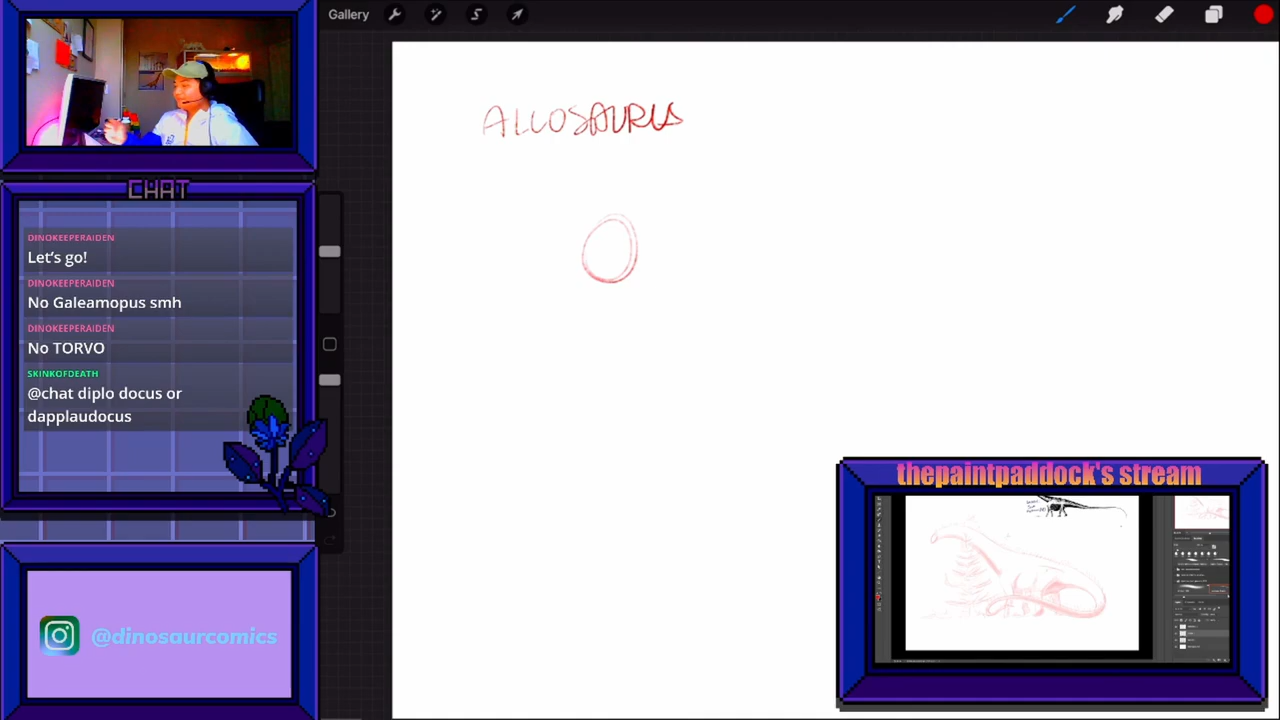 Gallery
ALLOSAURUS
CHAT
DINOKEEPERAIDEN
Let's go!
DINOKEEPERAIDEN
No Galeamopus smh
DINOKEEPERAIDEN
No TORVO
SKINKOFDEATH
@chat diplo docus or
dapplaudocus
thepaintpaddock's stream
@dinosaurcomics